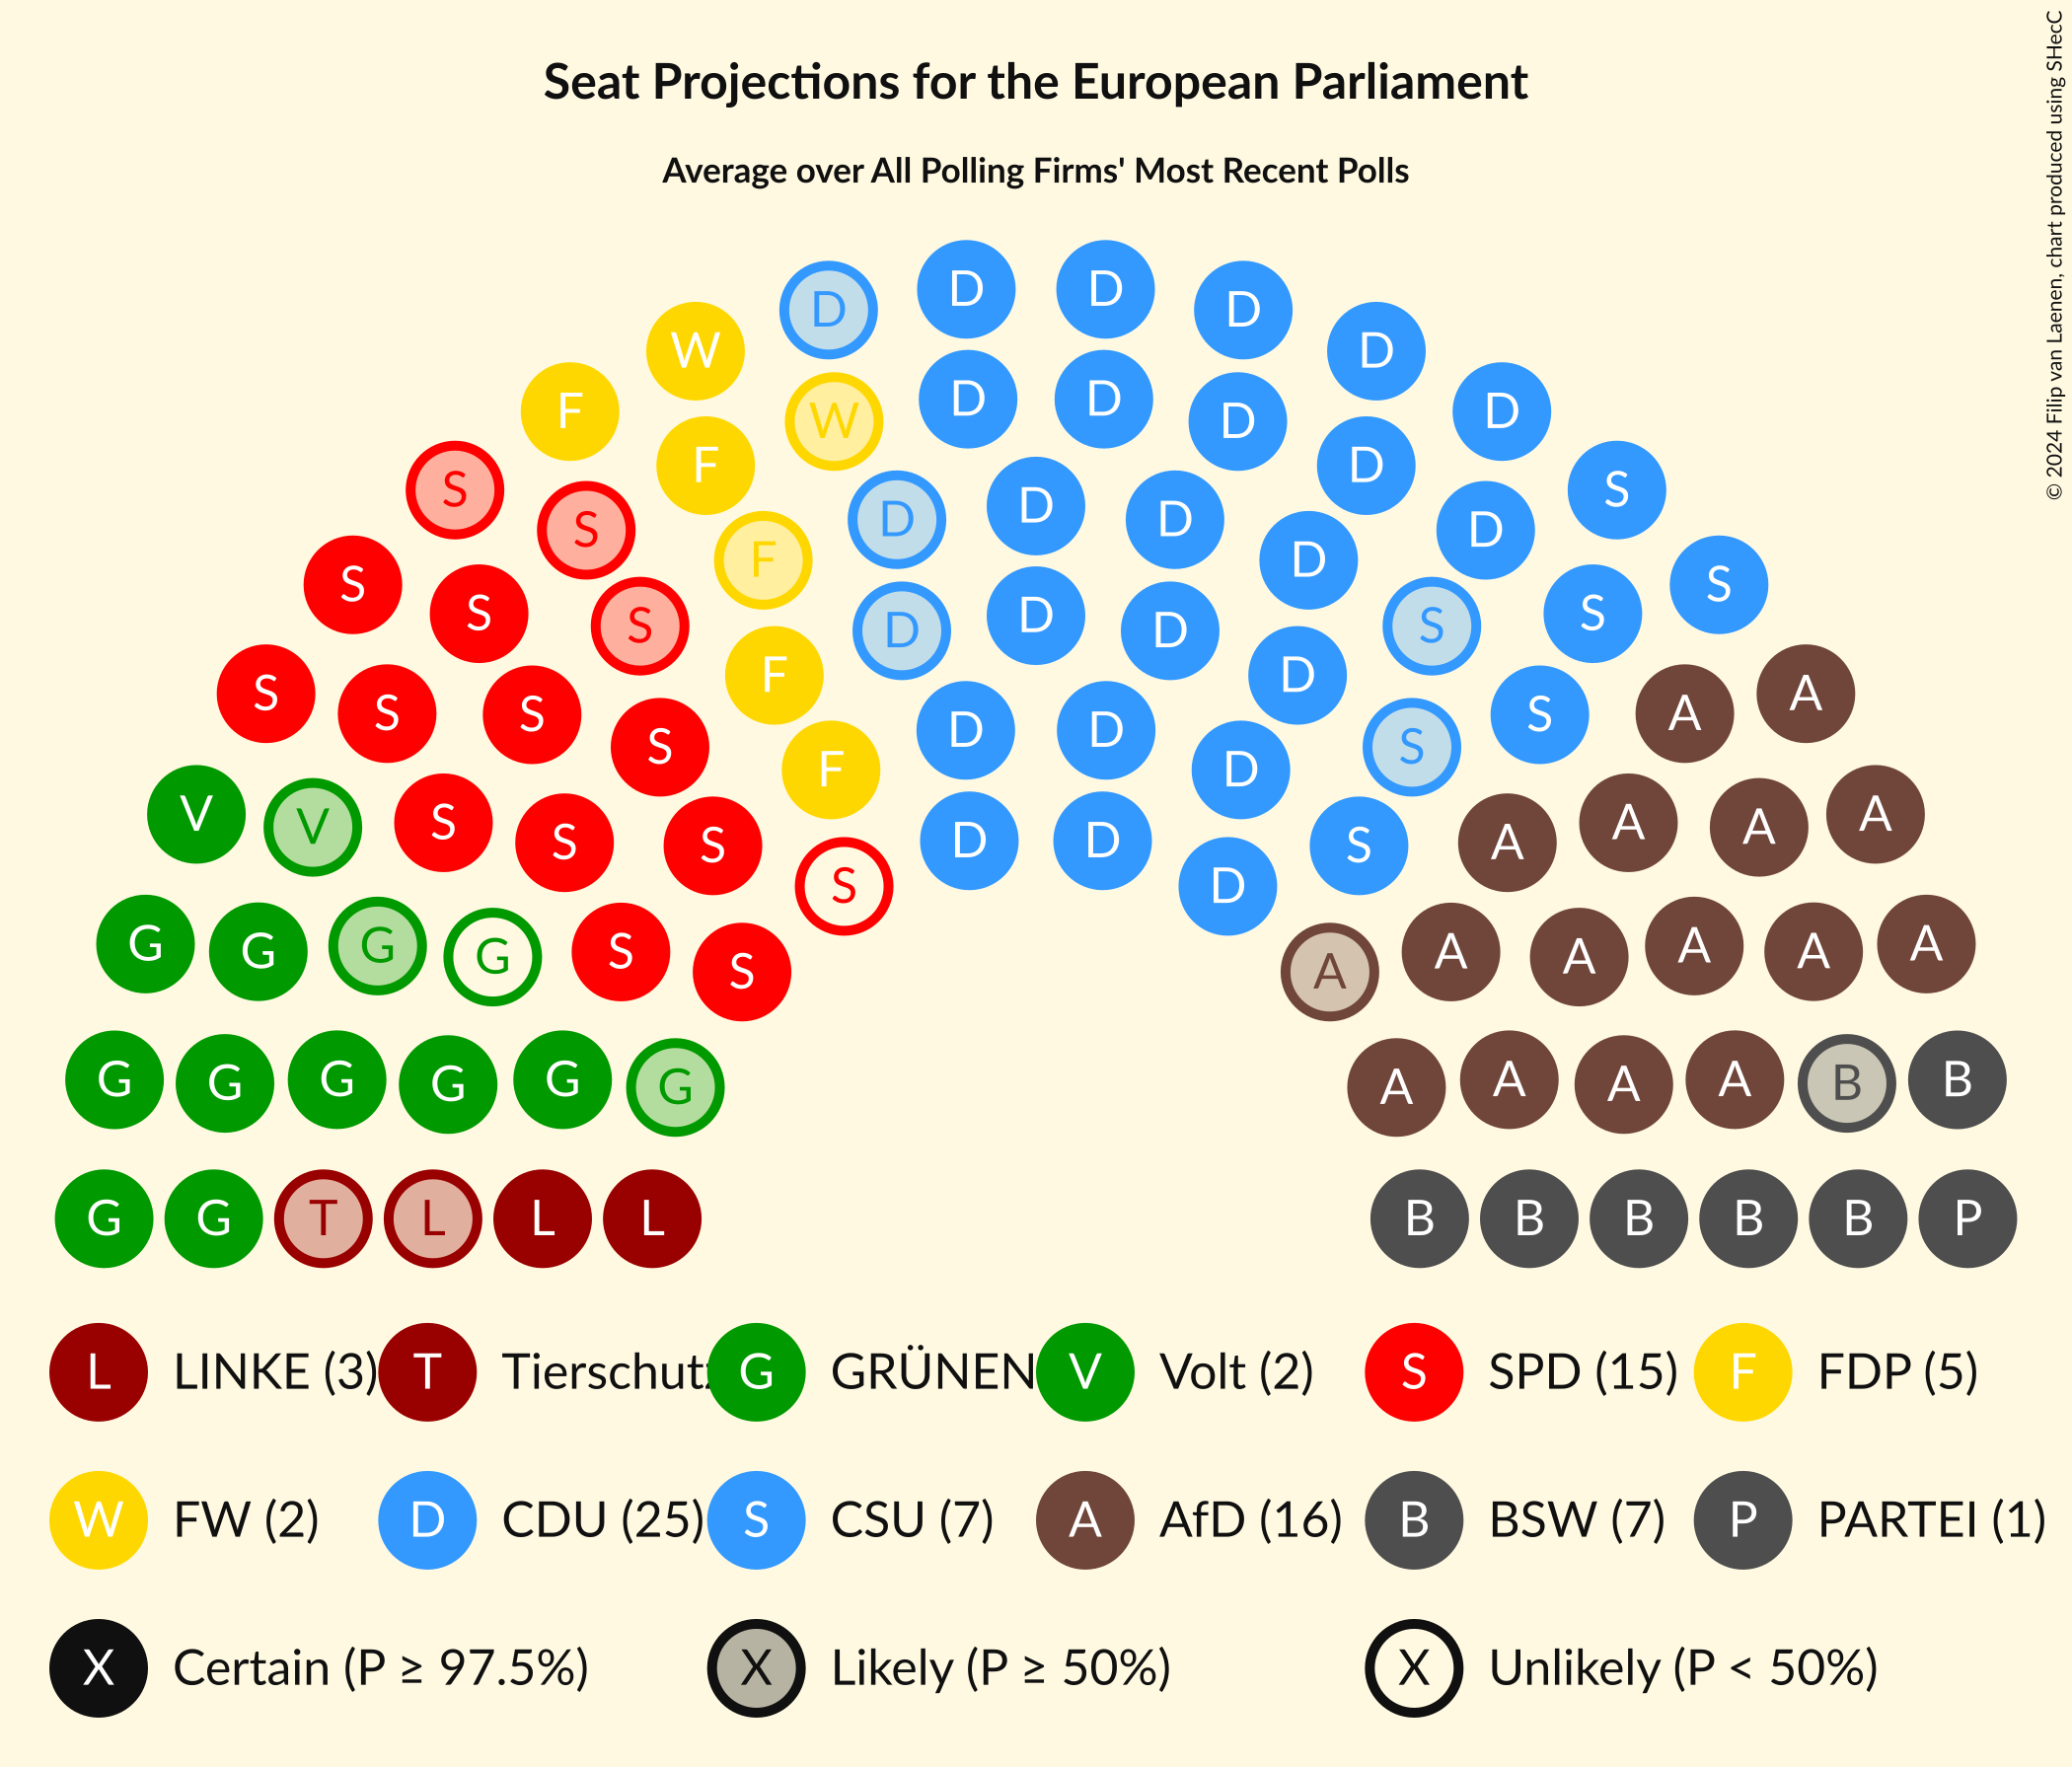 Seat Projections for the European Parliament
Average over All Polling Firms' Most Recent Polls
© 2024 Filip van Laenen, chart produced using SHecC
D D D D D
W D
F D
W D D D D
F D
S S
S D D D D
F D
S S
S S
S S
S D D D D
F D
S S
S S
S S
A A
S D D D
F S
V V S S S A A A A
S D D D S
G G G G S S A A A A A A
G G G G G G A A A A B B
G G T L L L B B B B B P
L LINKE (3) T Tierschutz G GRÜNEN V Volt (2) S SPD (15) F FDP (5)
W FW (2) D CDU (25) S CSU (7) A AfD (16) B BSW (7) P PARTEI (1)
X Certain (P ≥ 97.5%) X Likely (P ≥ 50%) X Unlikely (P < 50%)